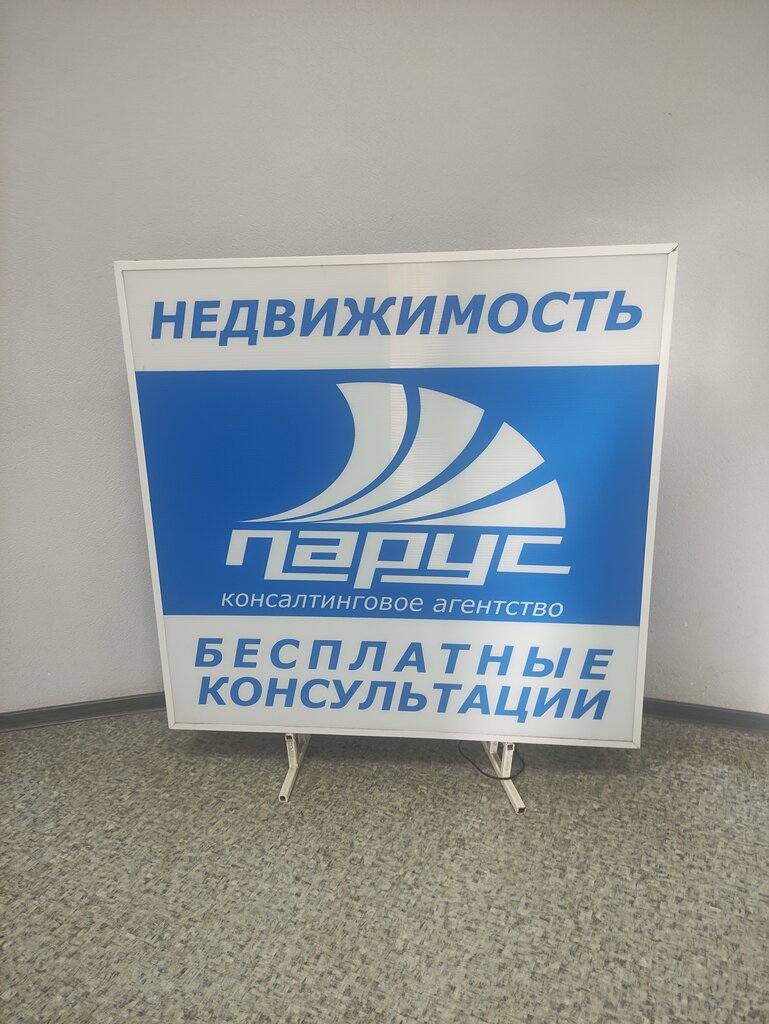 НЕДВИЖИМОСТЬ
парус
консалтинговое агентство
БЕСПЛАТНЫЕ
КОНСУЛЬТАЦИИ